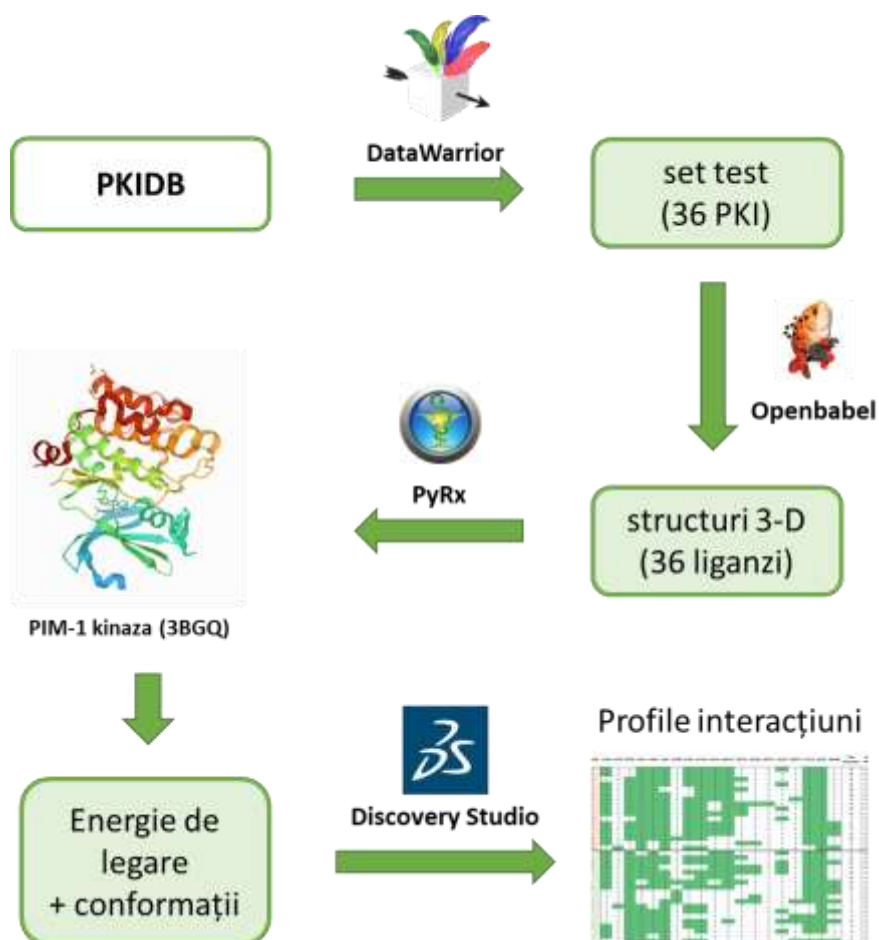 DataWarrior
PKIDB
set test
(36 PKI)
Openbabel
PyRx
structuri 3-D
(36 liganzi)
PIM-1 kinaza (3BGQ)
Profile interacțiuni
DS
Discovery Studio
Energie de
legare
+ conformații